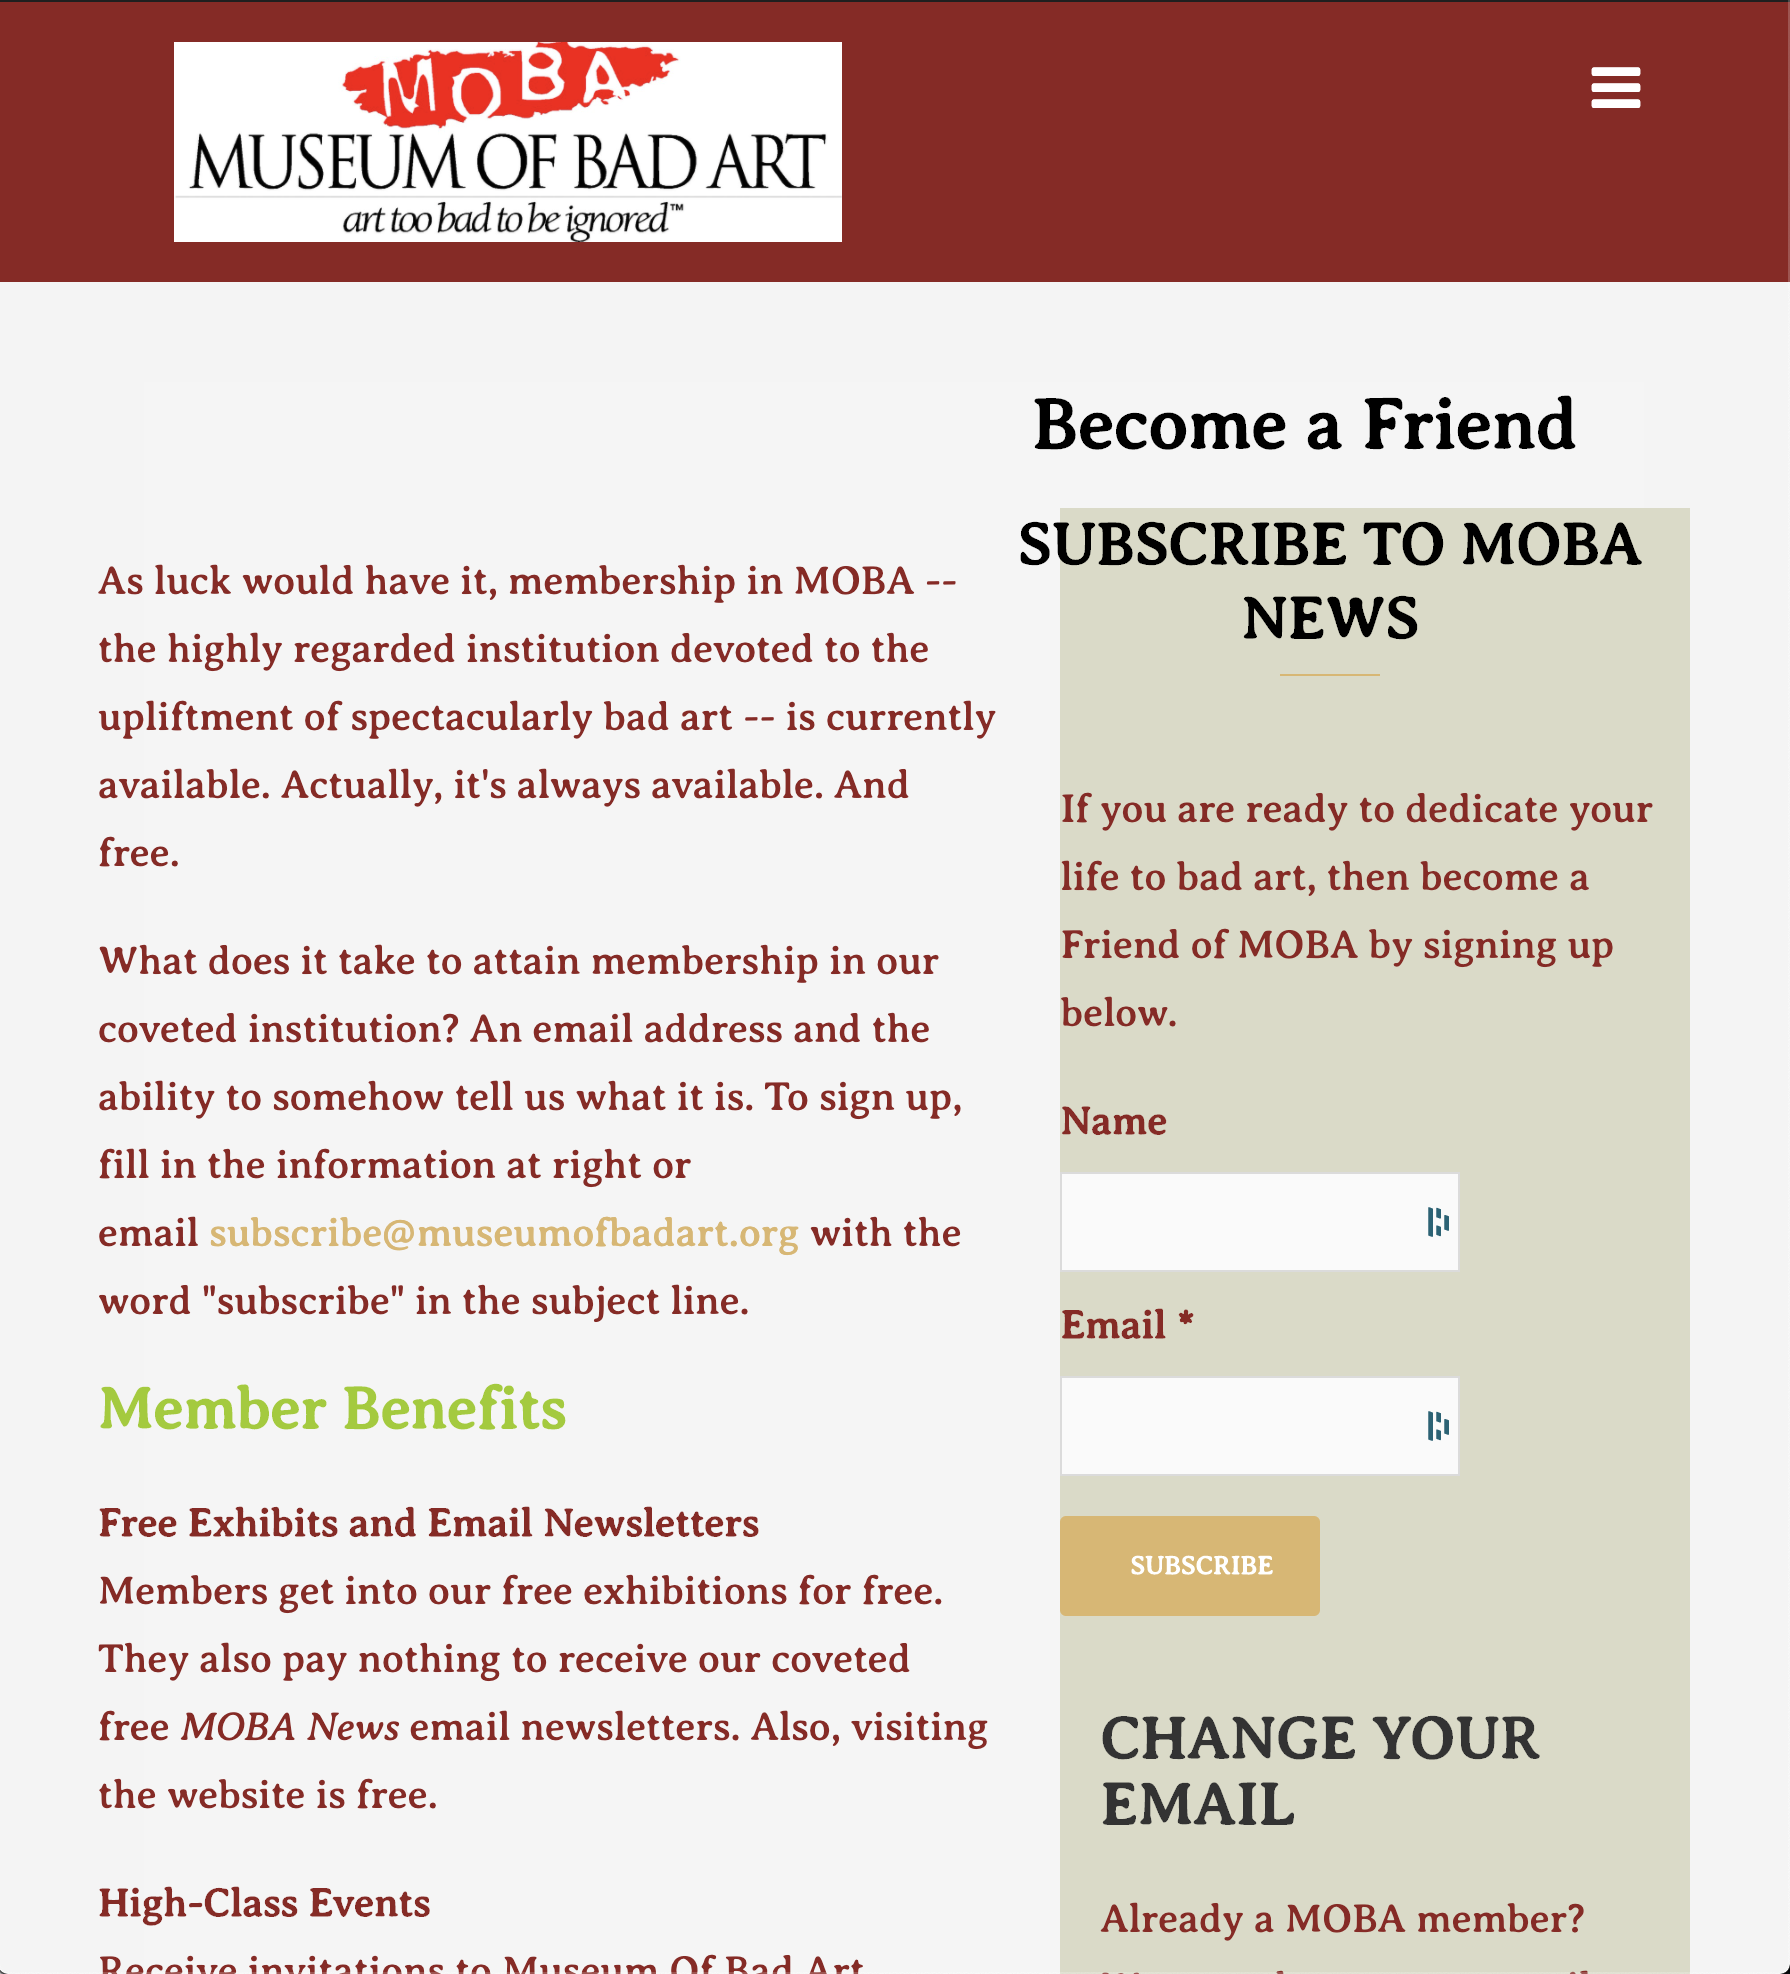 MOBA
MUSEUM OF BAD ART
art too bad to be ignored™
Become a Friend
As luck would have it, membership in MOBA --
the highly regarded institution devoted to the
upliftment of spectacularly bad art -- is currently
available. Actually, it's always available. And
free.
What does it take to attain membership in our
coveted institution? An email address and the
ability to somehow tell us what it is. To sign up,
fill in the information at right or
email subscribe@museumofbadart.org with the
word "subscribe" in the subject line.
Member Benefits
Free Exhibits and Email Newsletters
Members get into our free exhibitions for free.
They also pay nothing to receive our coveted
free MOBA News email newsletters. Also, visiting
the website is free.
High-Class Events
Receive invitations to Museum Of Bad Art
SUBSCRIBE TO MOBA
NEWS
If you are ready to dedicate your
life to bad art, then become a
Friend of MOBA by signing up
below.
Name
Email *
SUBSCRIBE
CHANGE YOUR
EMAIL
Already a MOBA member?